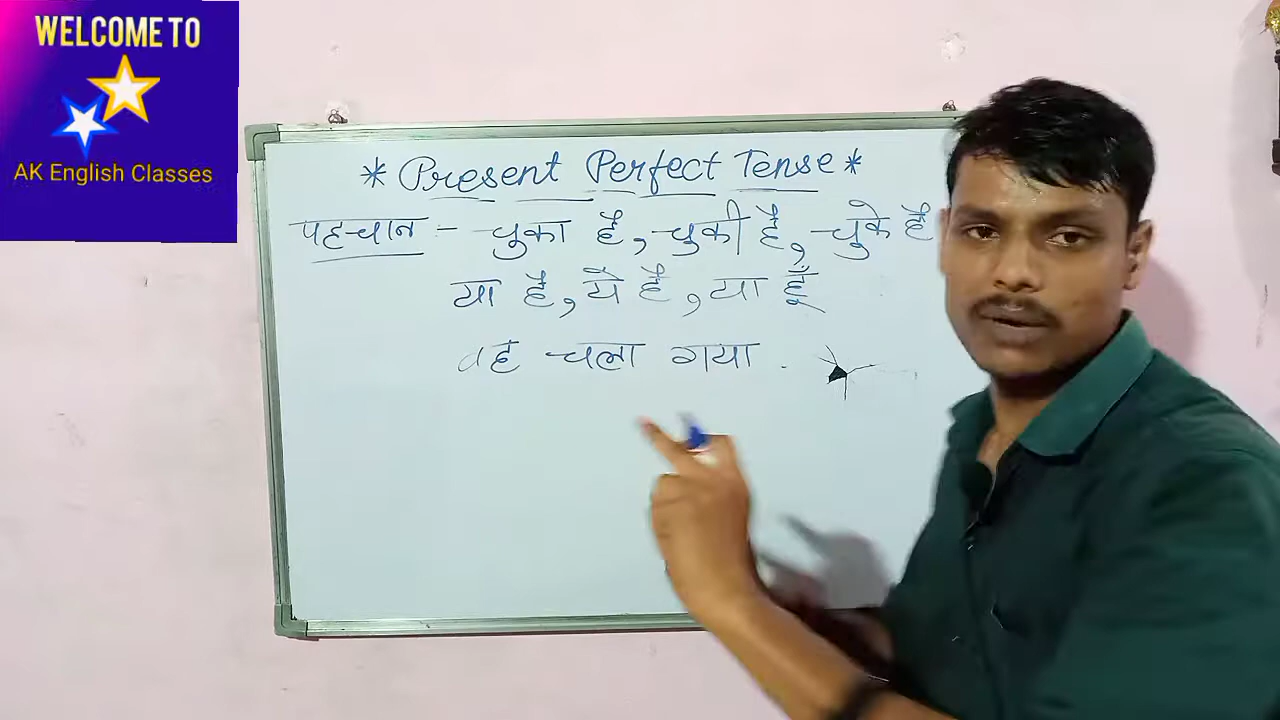 WELCOME TO
AK English Classes
* Present Perfect Tense *
पहचान - चुका है, चुकी है, चुके हैं
या है, ये है, या हूँ
वह चला गया .